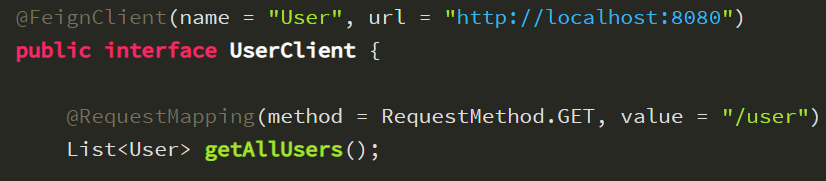 @FeignClient(name = "User", url = "http://localhost:8080")
public interface UserClient {
@RequestMapping(method = RequestMethod.GET, value = "/user")
List<User> getAllUsers();